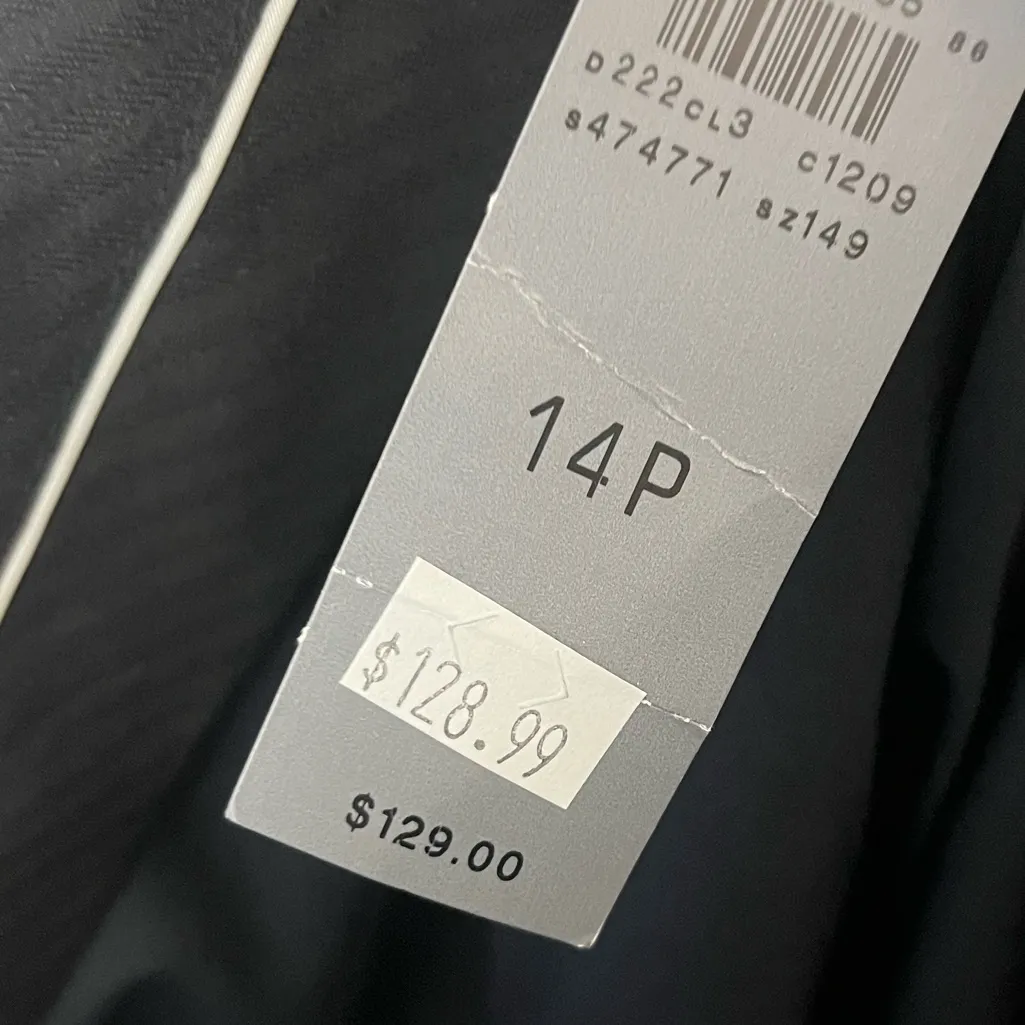 D222CL3 C1209
S474771 SZ149
14P
$128.99
$129.00